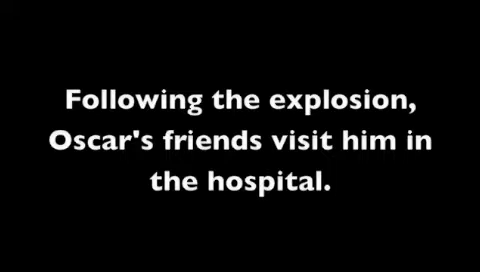 Following the explosion,
Oscar's friends visit him in
the hospital.